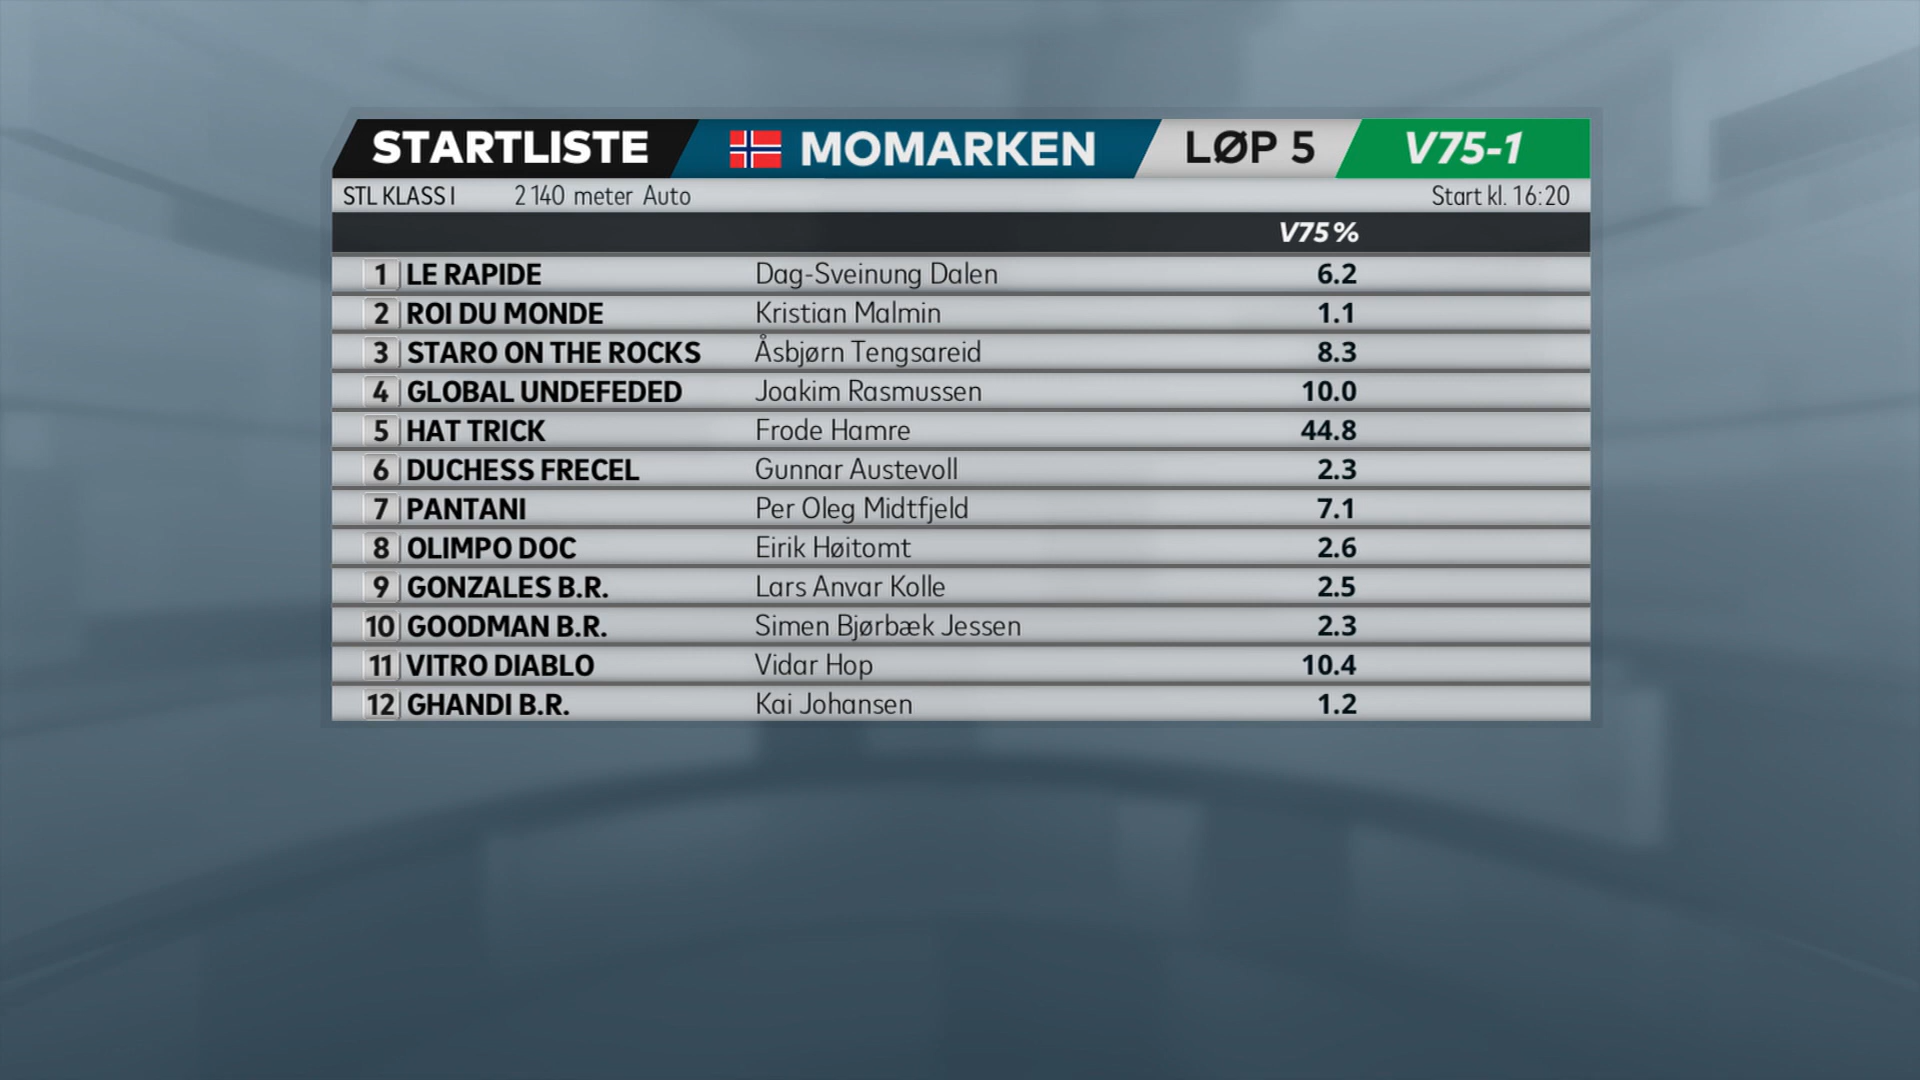 STARTLISTE MOMARKEN LØP 5 V75-1
STL KLASS I 2140 meter Auto Start kl. 16:20
V75%
1 LE RAPIDE Dag-Sveinung Dalen 6.2
2 ROI DU MONDE Kristian Malmin 1.1
3 STARO ON THE ROCKS Åsbjørn Tengsareid 8.3
4 GLOBAL UNDEFEDED Joakim Rasmussen 10.0
5 HAT TRICK Frode Hamre 44.8
6 DUCHESS FRECEL Gunnar Austevoll 2.3
7 PANTANI Per Oleg Midtfjeld 7.1
8 OLIMPO DOC Eirik Høitomt 2.6
9 GONZALES B.R. Lars Anvar Kolle 2.5
10 GOODMAN B.R. Simen Bjørbæk Jessen 2.3
11 VITRO DIABLO Vidar Hop 10.4
12 GHANDI B.R. Kai Johansen 1.2